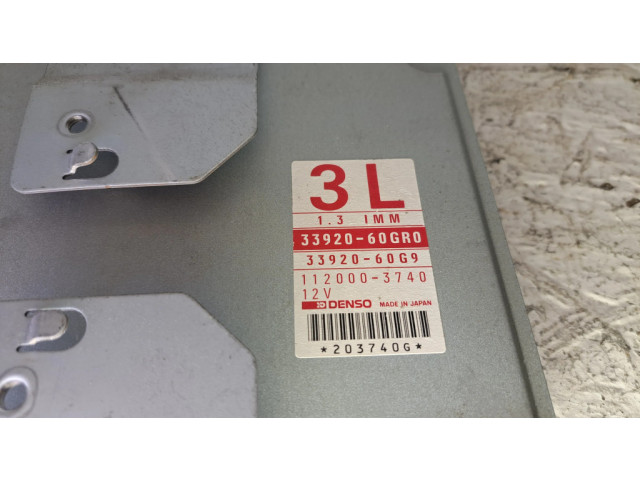 3L
1.3 IMM
33920-60GR0
33920-60G9
112000-3740
12V
DENSO MADE IN JAPAN
*203740G*